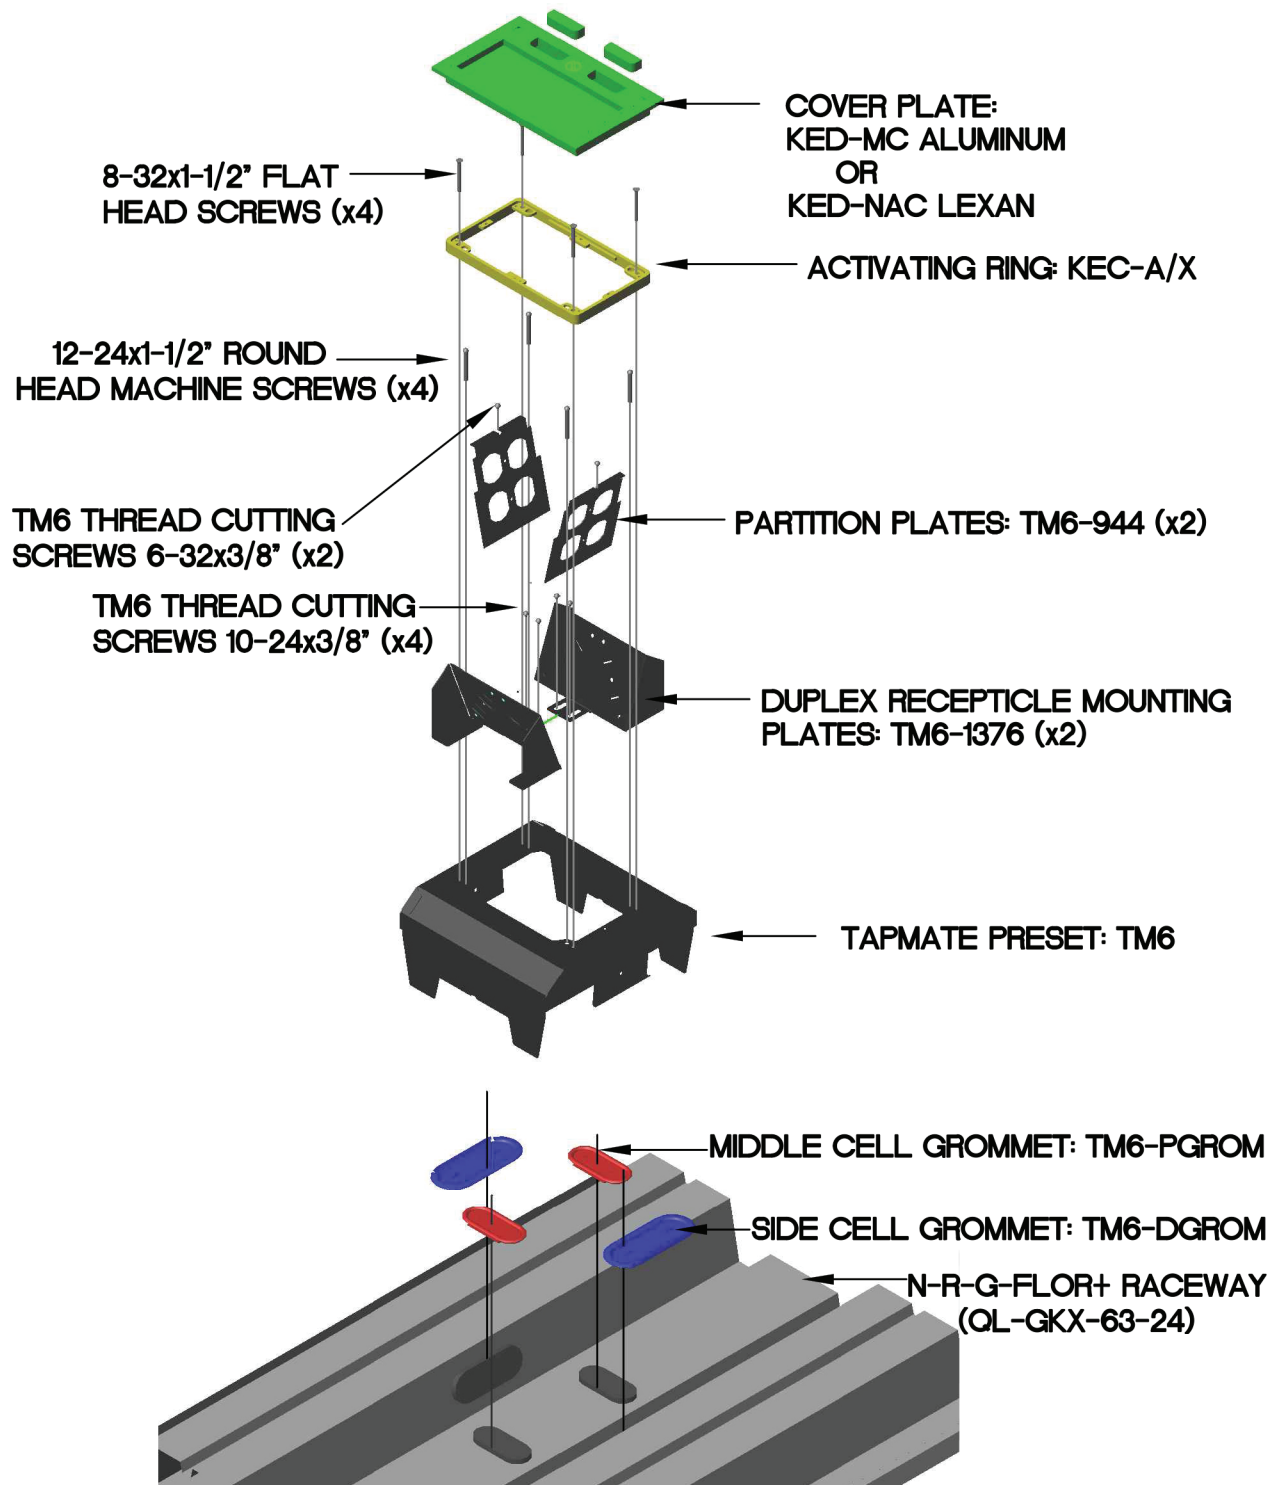 COVER PLATE:
KED-MC ALUMINUM
OR
KED-NAC LEXAN
8-32x1-1/2" FLAT
HEAD SCREWS (x4)
ACTIVATING RING: KEC-A/X
12-24x1-1/2" ROUND
HEAD MACHINE SCREWS (x4)
TM6 THREAD CUTTING
SCREWS 6-32x3/8" (x2)
PARTITION PLATES: TM6-944 (x2)
TM6 THREAD CUTTING
SCREWS 10-24x3/8" (x4)
DUPLEX RECEPTICLE MOUNTING
PLATES: TM6-1376 (x2)
TAPMATE PRESET: TM6
MIDDLE CELL GROMMET: TM6-PGROM
SIDE CELL GROMMET: TM6-DGROM
N-R-G-FLOR+ RACEWAY
(QL-GKX-63-24)